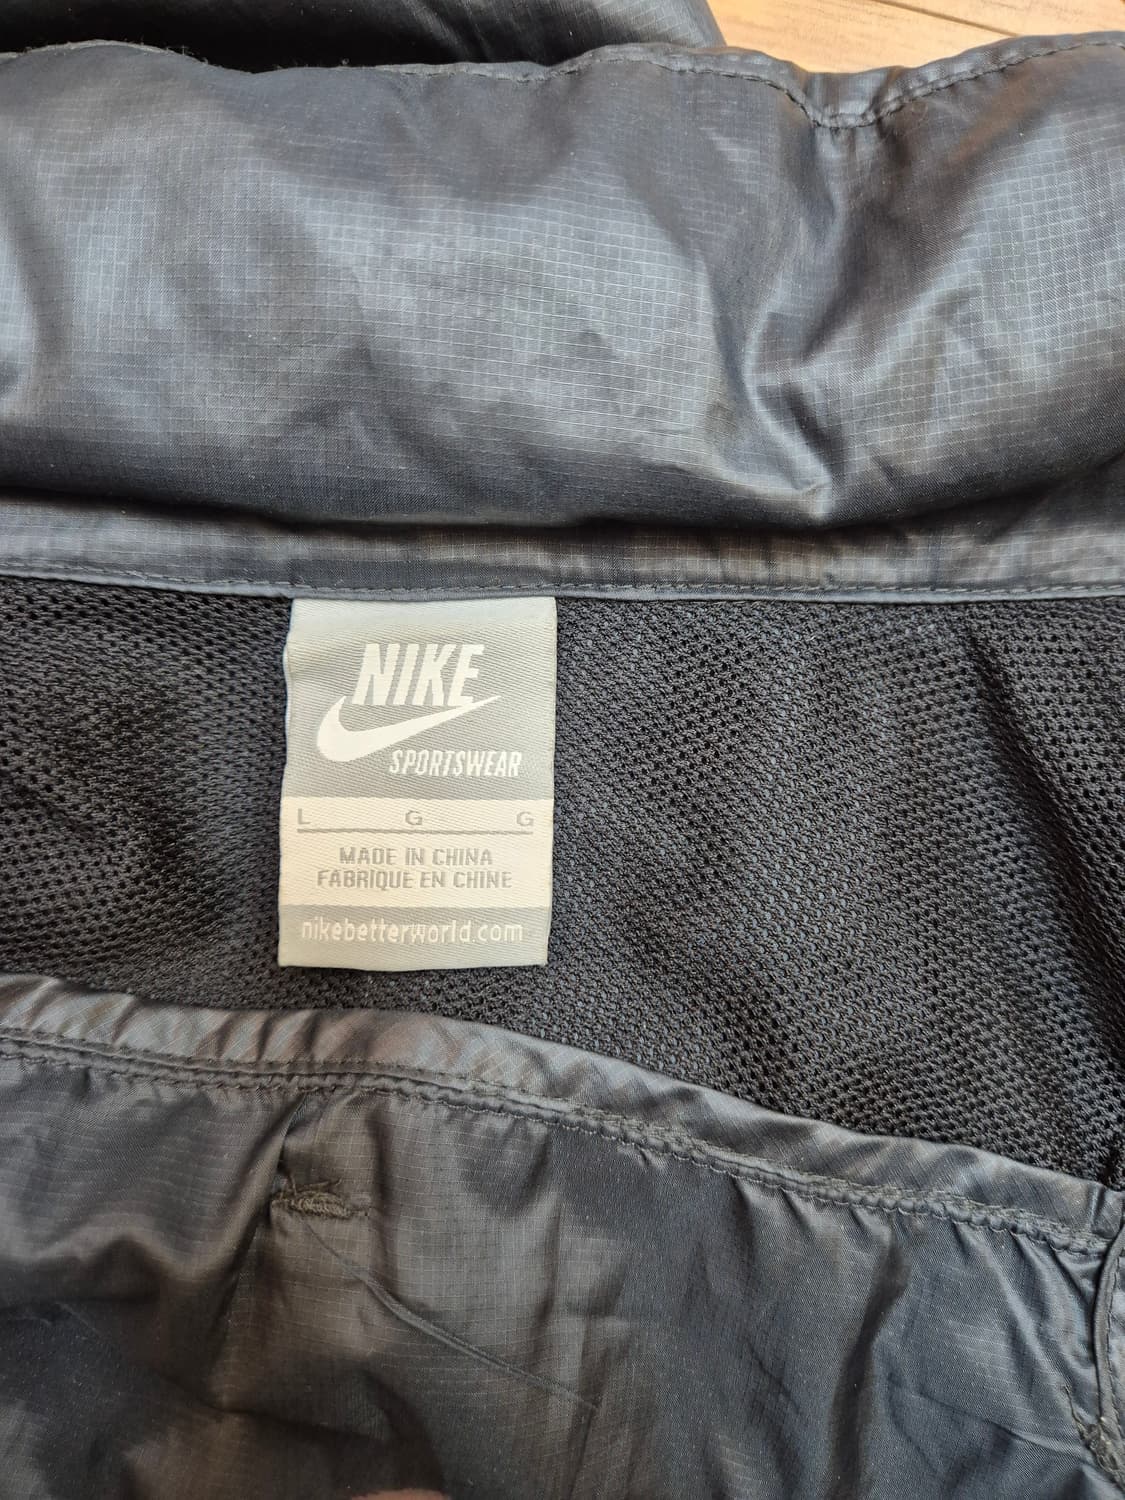 NIKE
SPORTSWEAR
L G G
MADE IN CHINA
FABRIQUE EN CHINE
nikebetterworld.com